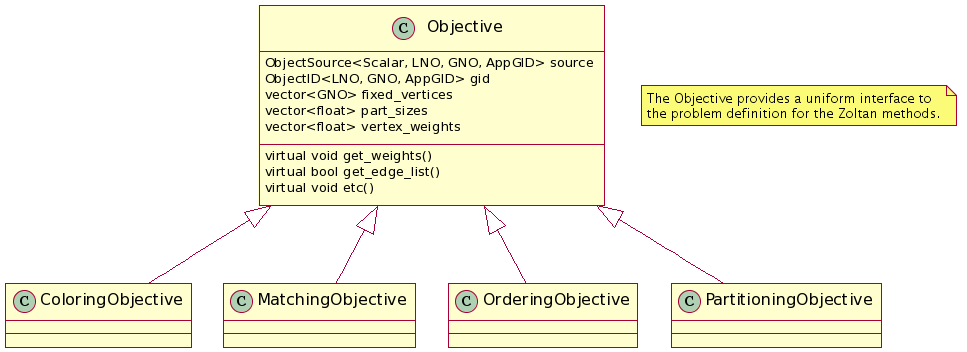 C Objective
ObjectSource<Scalar, LNO, GNO, AppGID> source
ObjectID<LNO, GNO, AppGID> gid
vector<GNO> fixed_vertices
vector<float> part_sizes
vector<float> vertex_weights
virtual void get_weights()
virtual bool get_edge_list()
virtual void etc()
The Objective provides a uniform interface to
the problem definition for the Zoltan methods.
C ColoringObjective
C MatchingObjective
C OrderingObjective
C PartitioningObjective